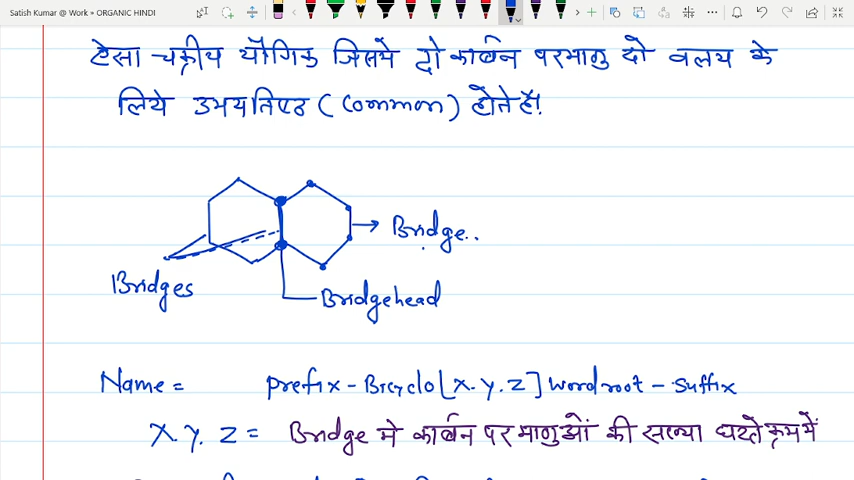 Satish Kumar @ Work » ORGANIC HINDI
ऐसा चक्रीय यौगिक जिसमे दो कार्बन परमाणु दो वलय के
लिये उभयनिष्ठ (Common) होते है!
Bridge..
Bridges
Bridgehead
Name = prefix - Bicyclo[x.y.z] wordroot - suffix
x.y.z = Bridge मे कार्बन परमाणुओं की संख्या घटते क्रम में